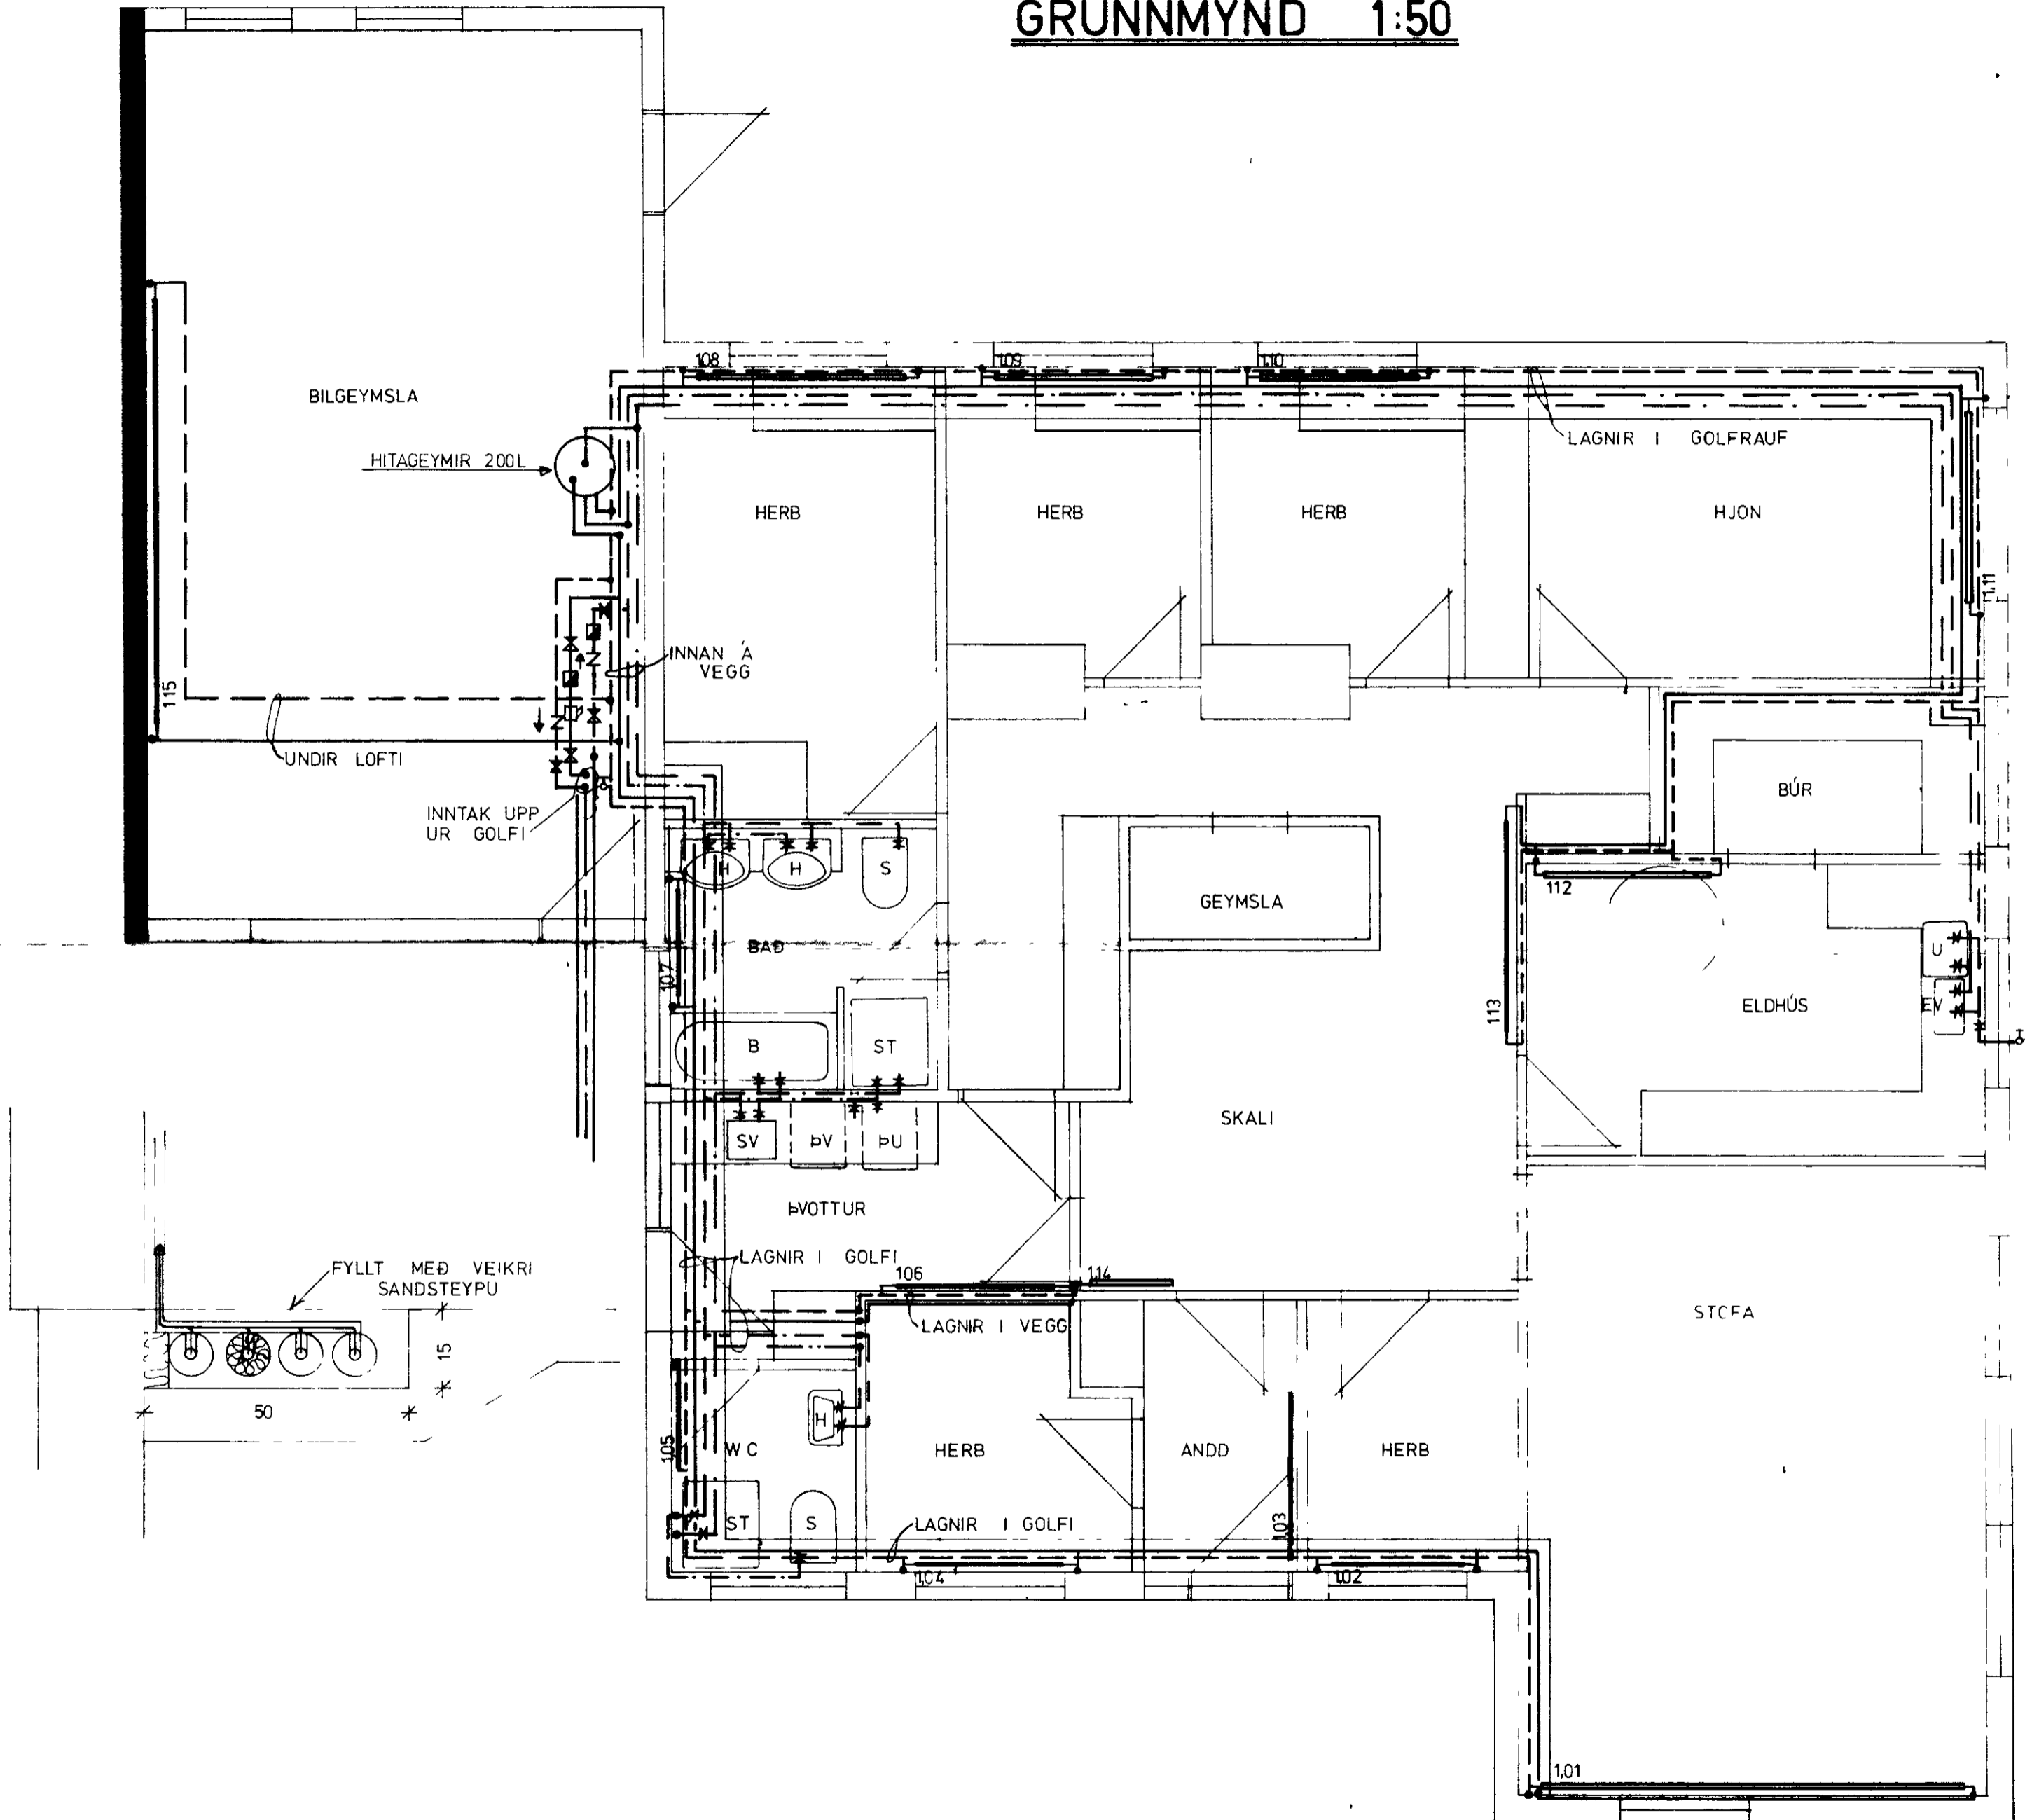 GRUNNMYND 1:50
108
109
110
BILGEYMSLA
LAGNIR I GOLFRAUF
HITAGEYMIR 200L
HERB
HERB
HERB
HJON
111
INNAN Á
VEGG
115
UNDIR LOFTI
BÚR
INNTAK UPP
UR GOLFI
H
H
S
112
GEYMSLA
BAÐ
U
107
113
ELDHÚS
EV
B
ST
SKALI
SV
ÞV
ÞU
ÞVOTTUR
LAGNIR I GOLFI
FYLLT MEÐ VEIKRI
SANDSTEYPU
106
114
STOFA
LAGNIR I VEGG
15
50
H
105
WC
HERB
ANDD
HERB
ST
S
LAGNIR I GOLFI
103
1,04
102
1,01